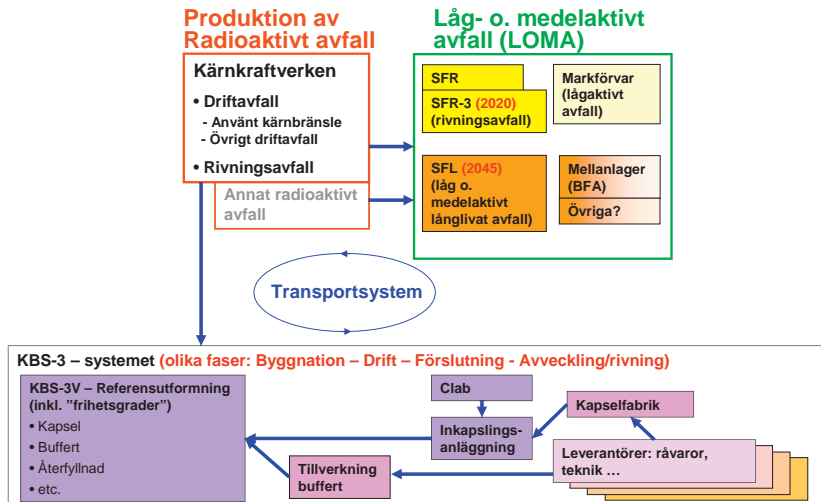 Produktion av
Radioaktivt avfall
Kärnkraftverken
• Driftavfall
- Använt kärnbränsle
- Övrigt driftavfall
• Rivningsavfall
Annat radioaktivt
avfall
Låg- o. medelaktivt
avfall (LOMA)
SFR
SFR-3 (2020)
(rivningsavfall)
Markförvar
(lågaktivt
avfall)
SFL (2045)
(låg o.
medelaktivt
långlivat avfall)
Mellanlager
(BFA)
Övriga?
Transportsystem
KBS-3 – systemet (olika faser: Byggnation – Drift – Förslutning - Avveckling/rivning)
KBS-3V – Referensutformning
(inkl. "frihetsgrader")
• Kapsel
• Buffert
• Återfyllnad
• etc.
Clab
Inkapslings-
anläggning
Kapselfabrik
Tillverkning
buffert
Leverantörer: råvaror,
teknik …